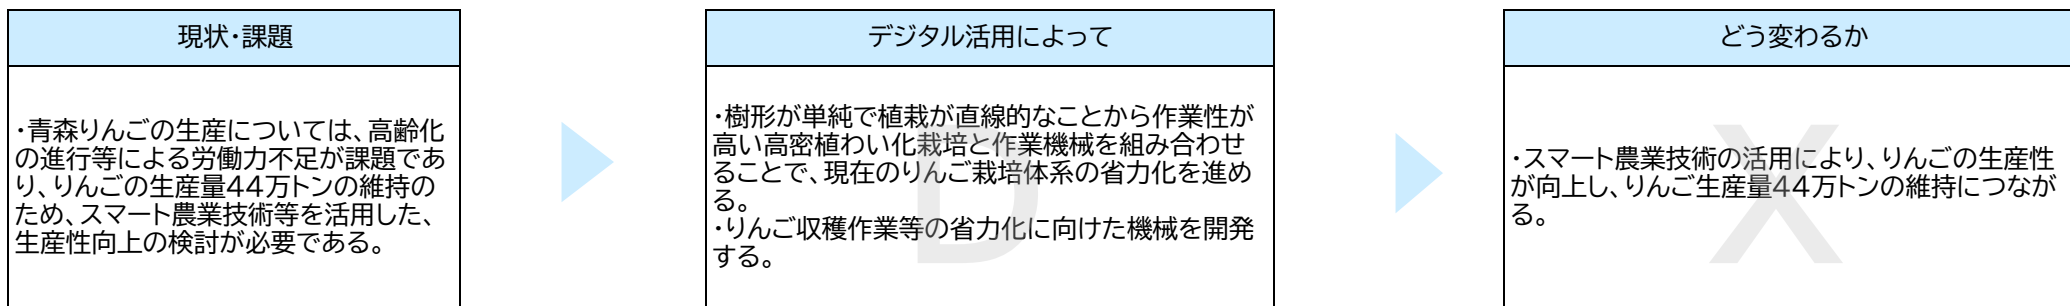 現状・課題
・青森りんごの生産については、高齢化
の進行等による労働力不足が課題であ
り、りんごの生産量44万トンの維持の
ため、スマート農業技術等を活用した、
生産性向上の検討が必要である。
デジタル活用によって
・樹形が単純で植栽が直線的なことから作業性が
高い高密植わい化栽培と作業機械を組み合わせ
ることで、現在のりんご栽培体系の省力化を進め
る。
・りんご収穫作業等の省力化に向けた機械を開発
する。
D
どう変わるか
・スマート農業技術の活用により、りんごの生産性
が向上し、りんご生産量44万トンの維持につなが
る。
X